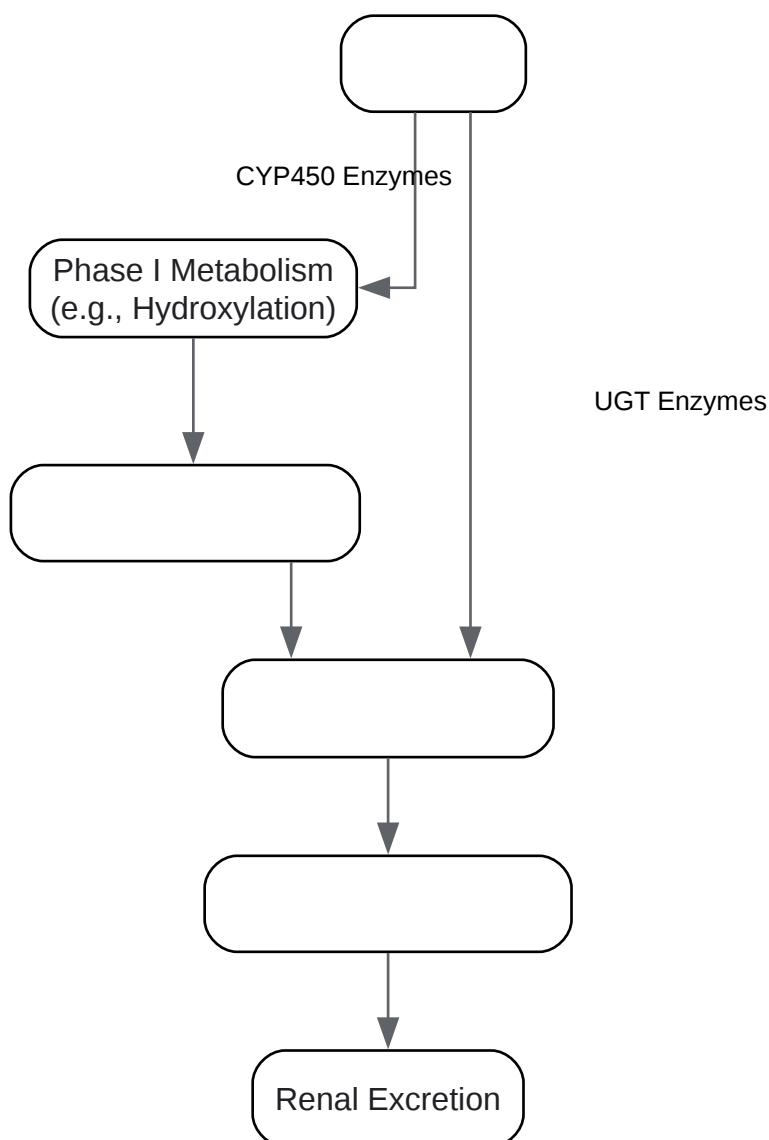 CYP450 Enzymes
Phase I Metabolism
(e.g., Hydroxylation)
UGT Enzymes
Renal Excretion